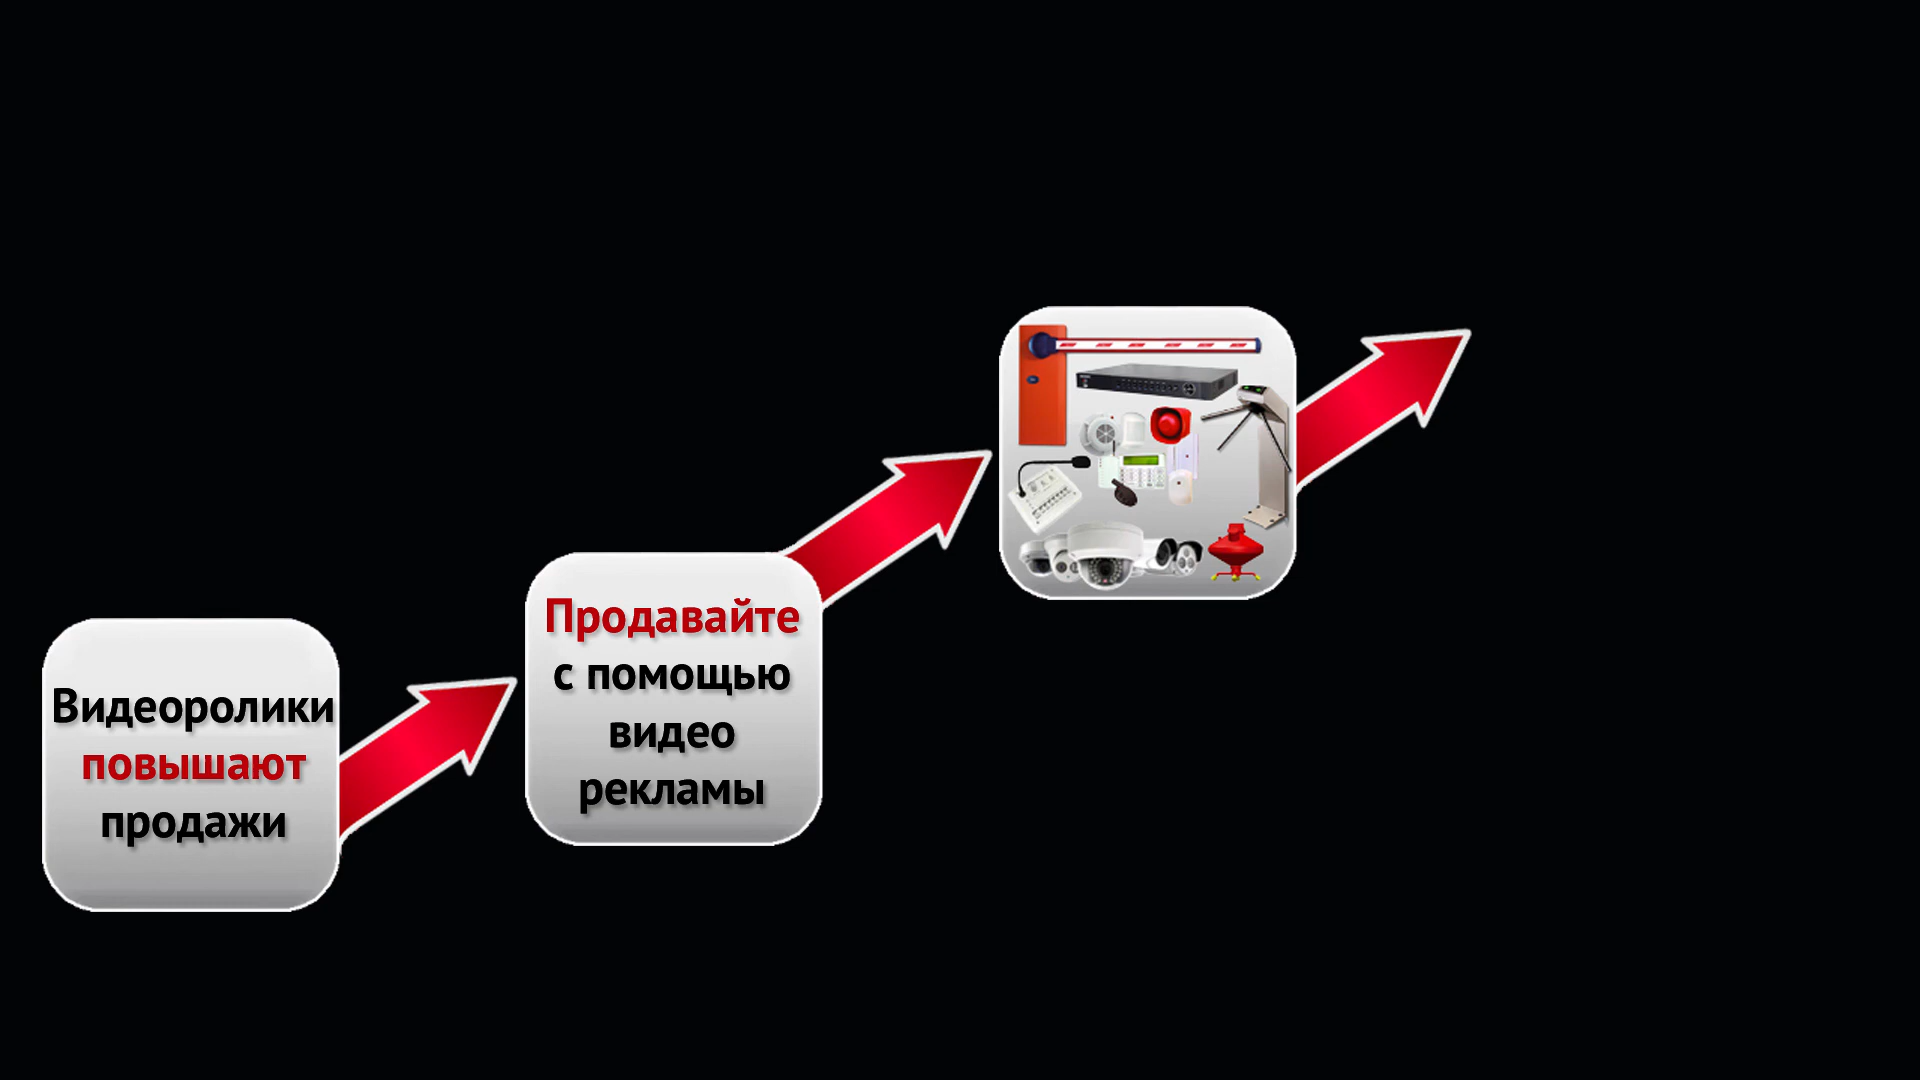 Видеоролики
повышают
продажи
Продавайте
с помощью
видео
рекламы